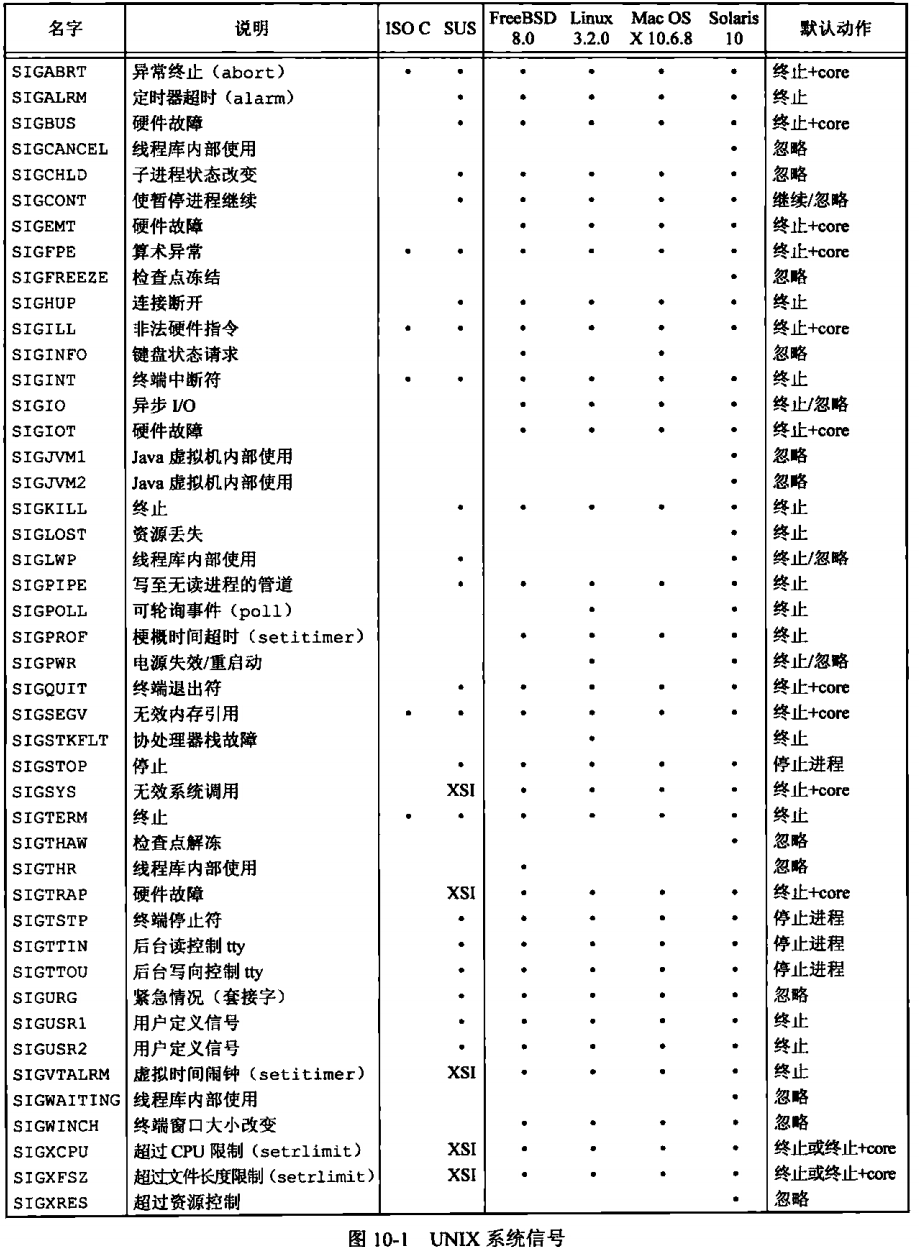 名字 说明 ISO C SUS FreeBSD 8.0 Linux 3.2.0 Mac OS X 10.6.8 Solaris 10 默认动作
SIGABRT 异常终止(abort) • • • • • • 终止+core
SIGALRM 定时器超时(alarm) • • • • • 终止
SIGBUS 硬件故障 • • • • • 终止+core
SIGCANCEL 线程库内部使用 • 忽略
SIGCHLD 子进程状态改变 • • • • • 忽略
SIGCONT 使暂停进程继续 • • • • • 继续/忽略
SIGEMT 硬件故障 • • • • 终止+core
SIGFPE 算术异常 • • • • • • 终止+core
SIGFREEZE 检查点冻结 • 忽略
SIGHUP 连接断开 • • • • • 终止
SIGILL 非法硬件指令 • • • • • • 终止+core
SIGINFO 键盘状态请求 • • 忽略
SIGINT 终端中断符 • • • • • • 终止
SIGIO 异步 I/O • • • • 终止/忽略
SIGIOT 硬件故障 • • • • 终止+core
SIGJVM1 Java 虚拟机内部使用 • 忽略
SIGJVM2 Java 虚拟机内部使用 • 忽略
SIGKILL 终止 • • • • • 终止
SIGLOST 资源丢失 • 终止
SIGLWP 线程库内部使用 • • 终止/忽略
SIGPIPE 写至无读进程的管道 • • • • • 终止
SIGPOLL 可轮询事件(poll) • • 终止
SIGPROF 梗概时间超时(setitimer) • • • • 终止
SIGPWR 电源失效/重启动 • • 终止/忽略
SIGQUIT 终端退出符 • • • • • 终止+core
SIGSEGV 无效内存引用 • • • • • • 终止+core
SIGSTKFLT 协处理器栈故障 • 终止
SIGSTOP 停止 • • • • • 停止进程
SIGSYS 无效系统调用 XSI • • • • 终止+core
SIGTERM 终止 • • • • • • 终止
SIGTHAW 检查点解冻 • 忽略
SIGTHR 线程库内部使用 • 忽略
SIGTRAP 硬件故障 XSI • • • • 终止+core
SIGTSTP 终端停止符 • • • • • 停止进程
SIGTTIN 后台读控制 tty • • • • • 停止进程
SIGTTOU 后台写向控制 tty • • • • • 停止进程
SIGURG 紧急情况(套接字) • • • • • 忽略
SIGUSR1 用户定义信号 • • • • • 终止
SIGUSR2 用户定义信号 • • • • • 终止
SIGVTALRM 虚拟时间闹钟(setitimer) XSI • • • • 终止
SIGWAITING 线程库内部使用 • 忽略
SIGWINCH 终端窗口大小改变 • • • • 忽略
SIGXCPU 超过 CPU 限制(setrlimit) XSI • • • • 终止或终止+core
SIGXFSZ 超过文件长度限制(setrlimit) XSI • • • • 终止或终止+core
SIGXRES 超过资源控制 • 忽略
图 10-1 UNIX 系统信号